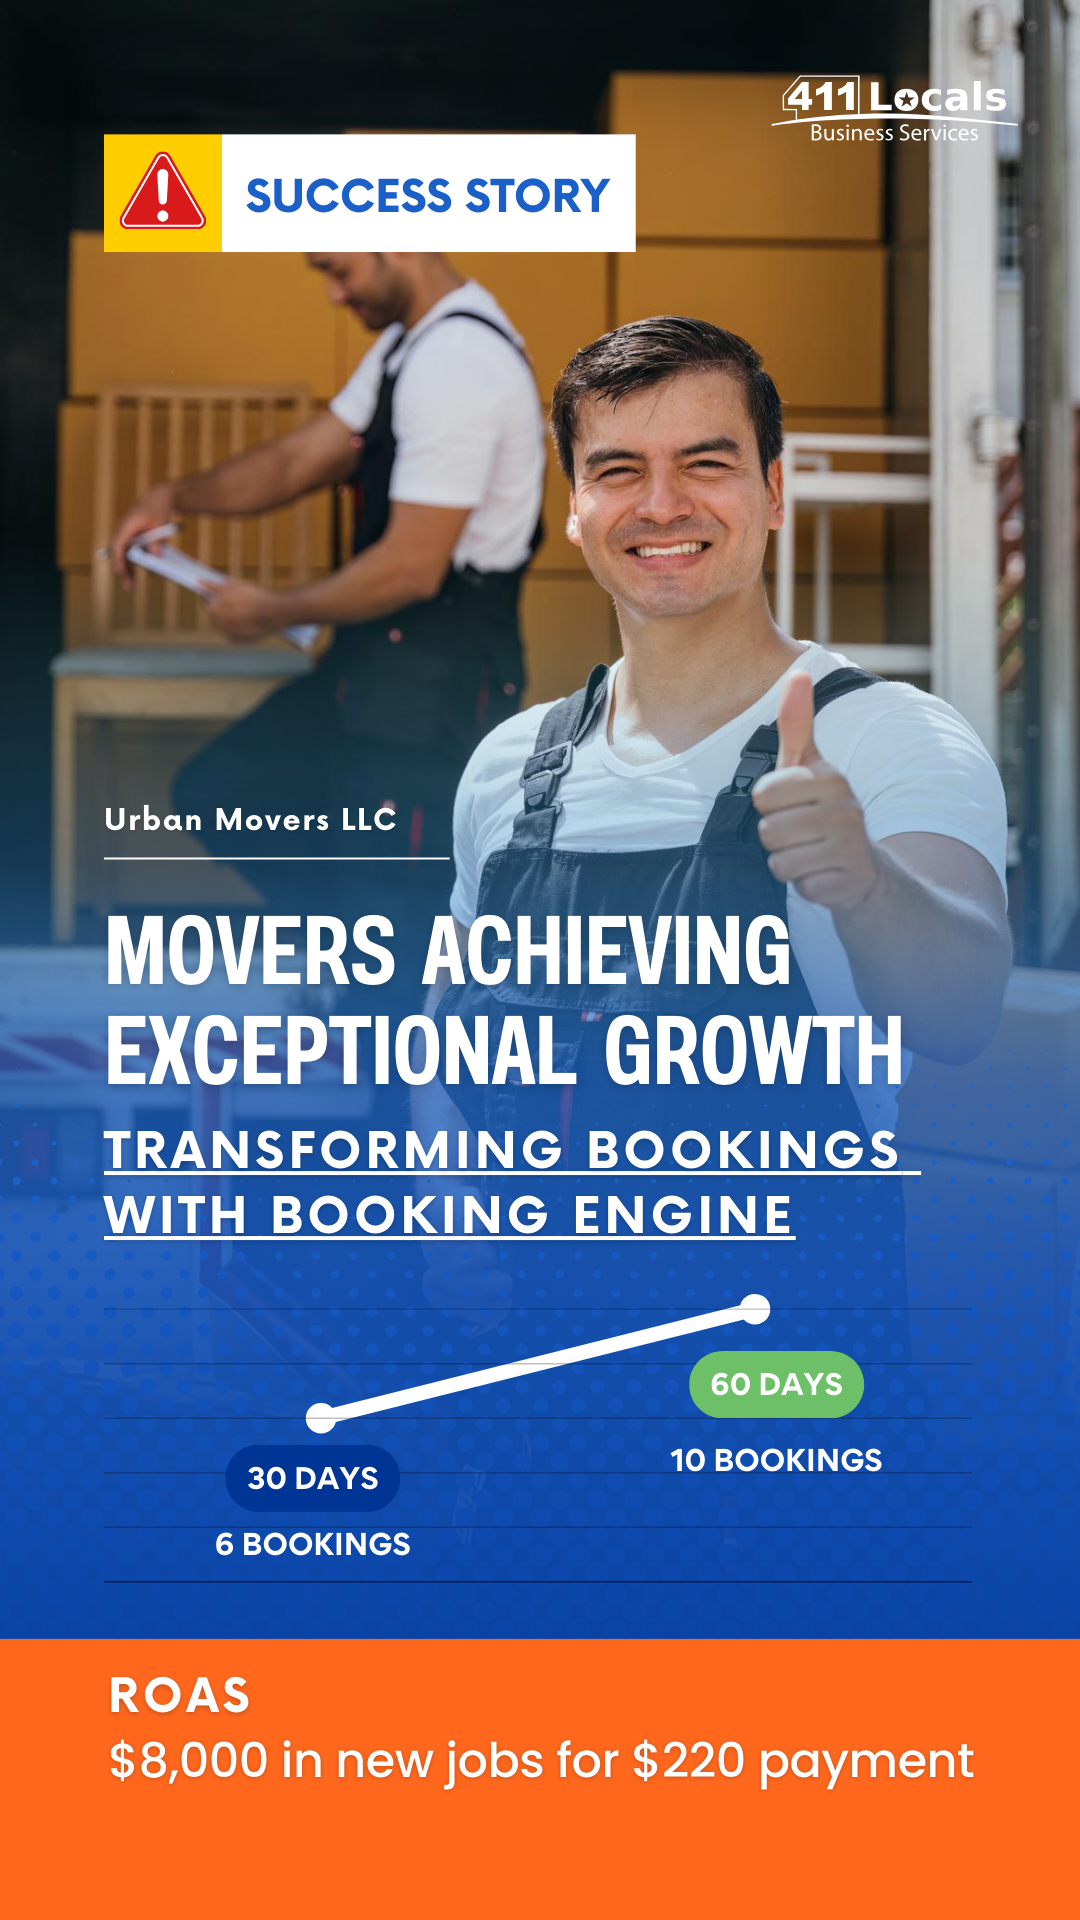 411 Locals
Business Services
SUCCESS STORY
Urban Movers LLC
MOVERS ACHIEVING
EXCEPTIONAL GROWTH
TRANSFORMING BOOKINGS
WITH BOOKING ENGINE
60 DAYS
10 BOOKINGS
30 DAYS
6 BOOKINGS
ROAS
$8,000 in new jobs for $220 payment